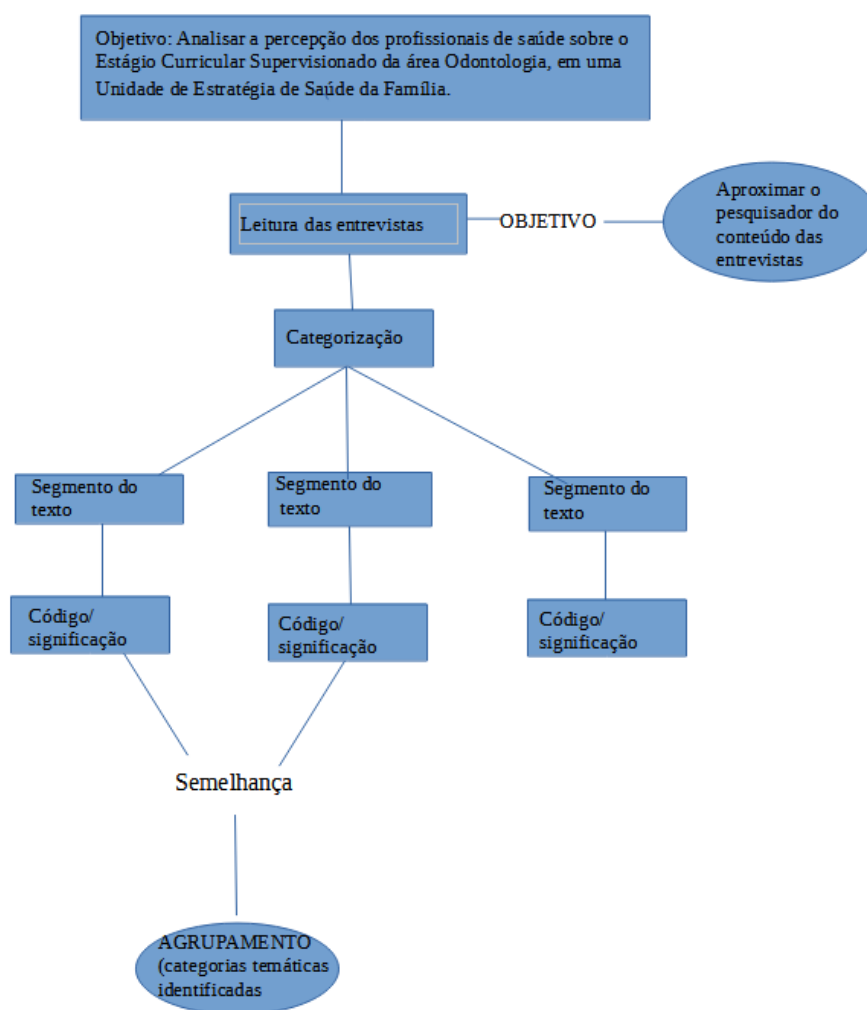 Objetivo: Analisar a percepção dos profissionais de saúde sobre o
Estágio Curricular Supervisionado da área Odontologia, em uma
Unidade de Estratégia de Saúde da Família.
Leitura das entrevistas
OBJETIVO
Aproximar o
pesquisador do
conteúdo das
entrevistas
Categorização
Segmento do
texto
Segmento do
texto
Segmento do
texto
Código/
significação
Código/
significação
Código/
significação
Semelhança
AGRUPAMENTO
(categorias temáticas
identificadas